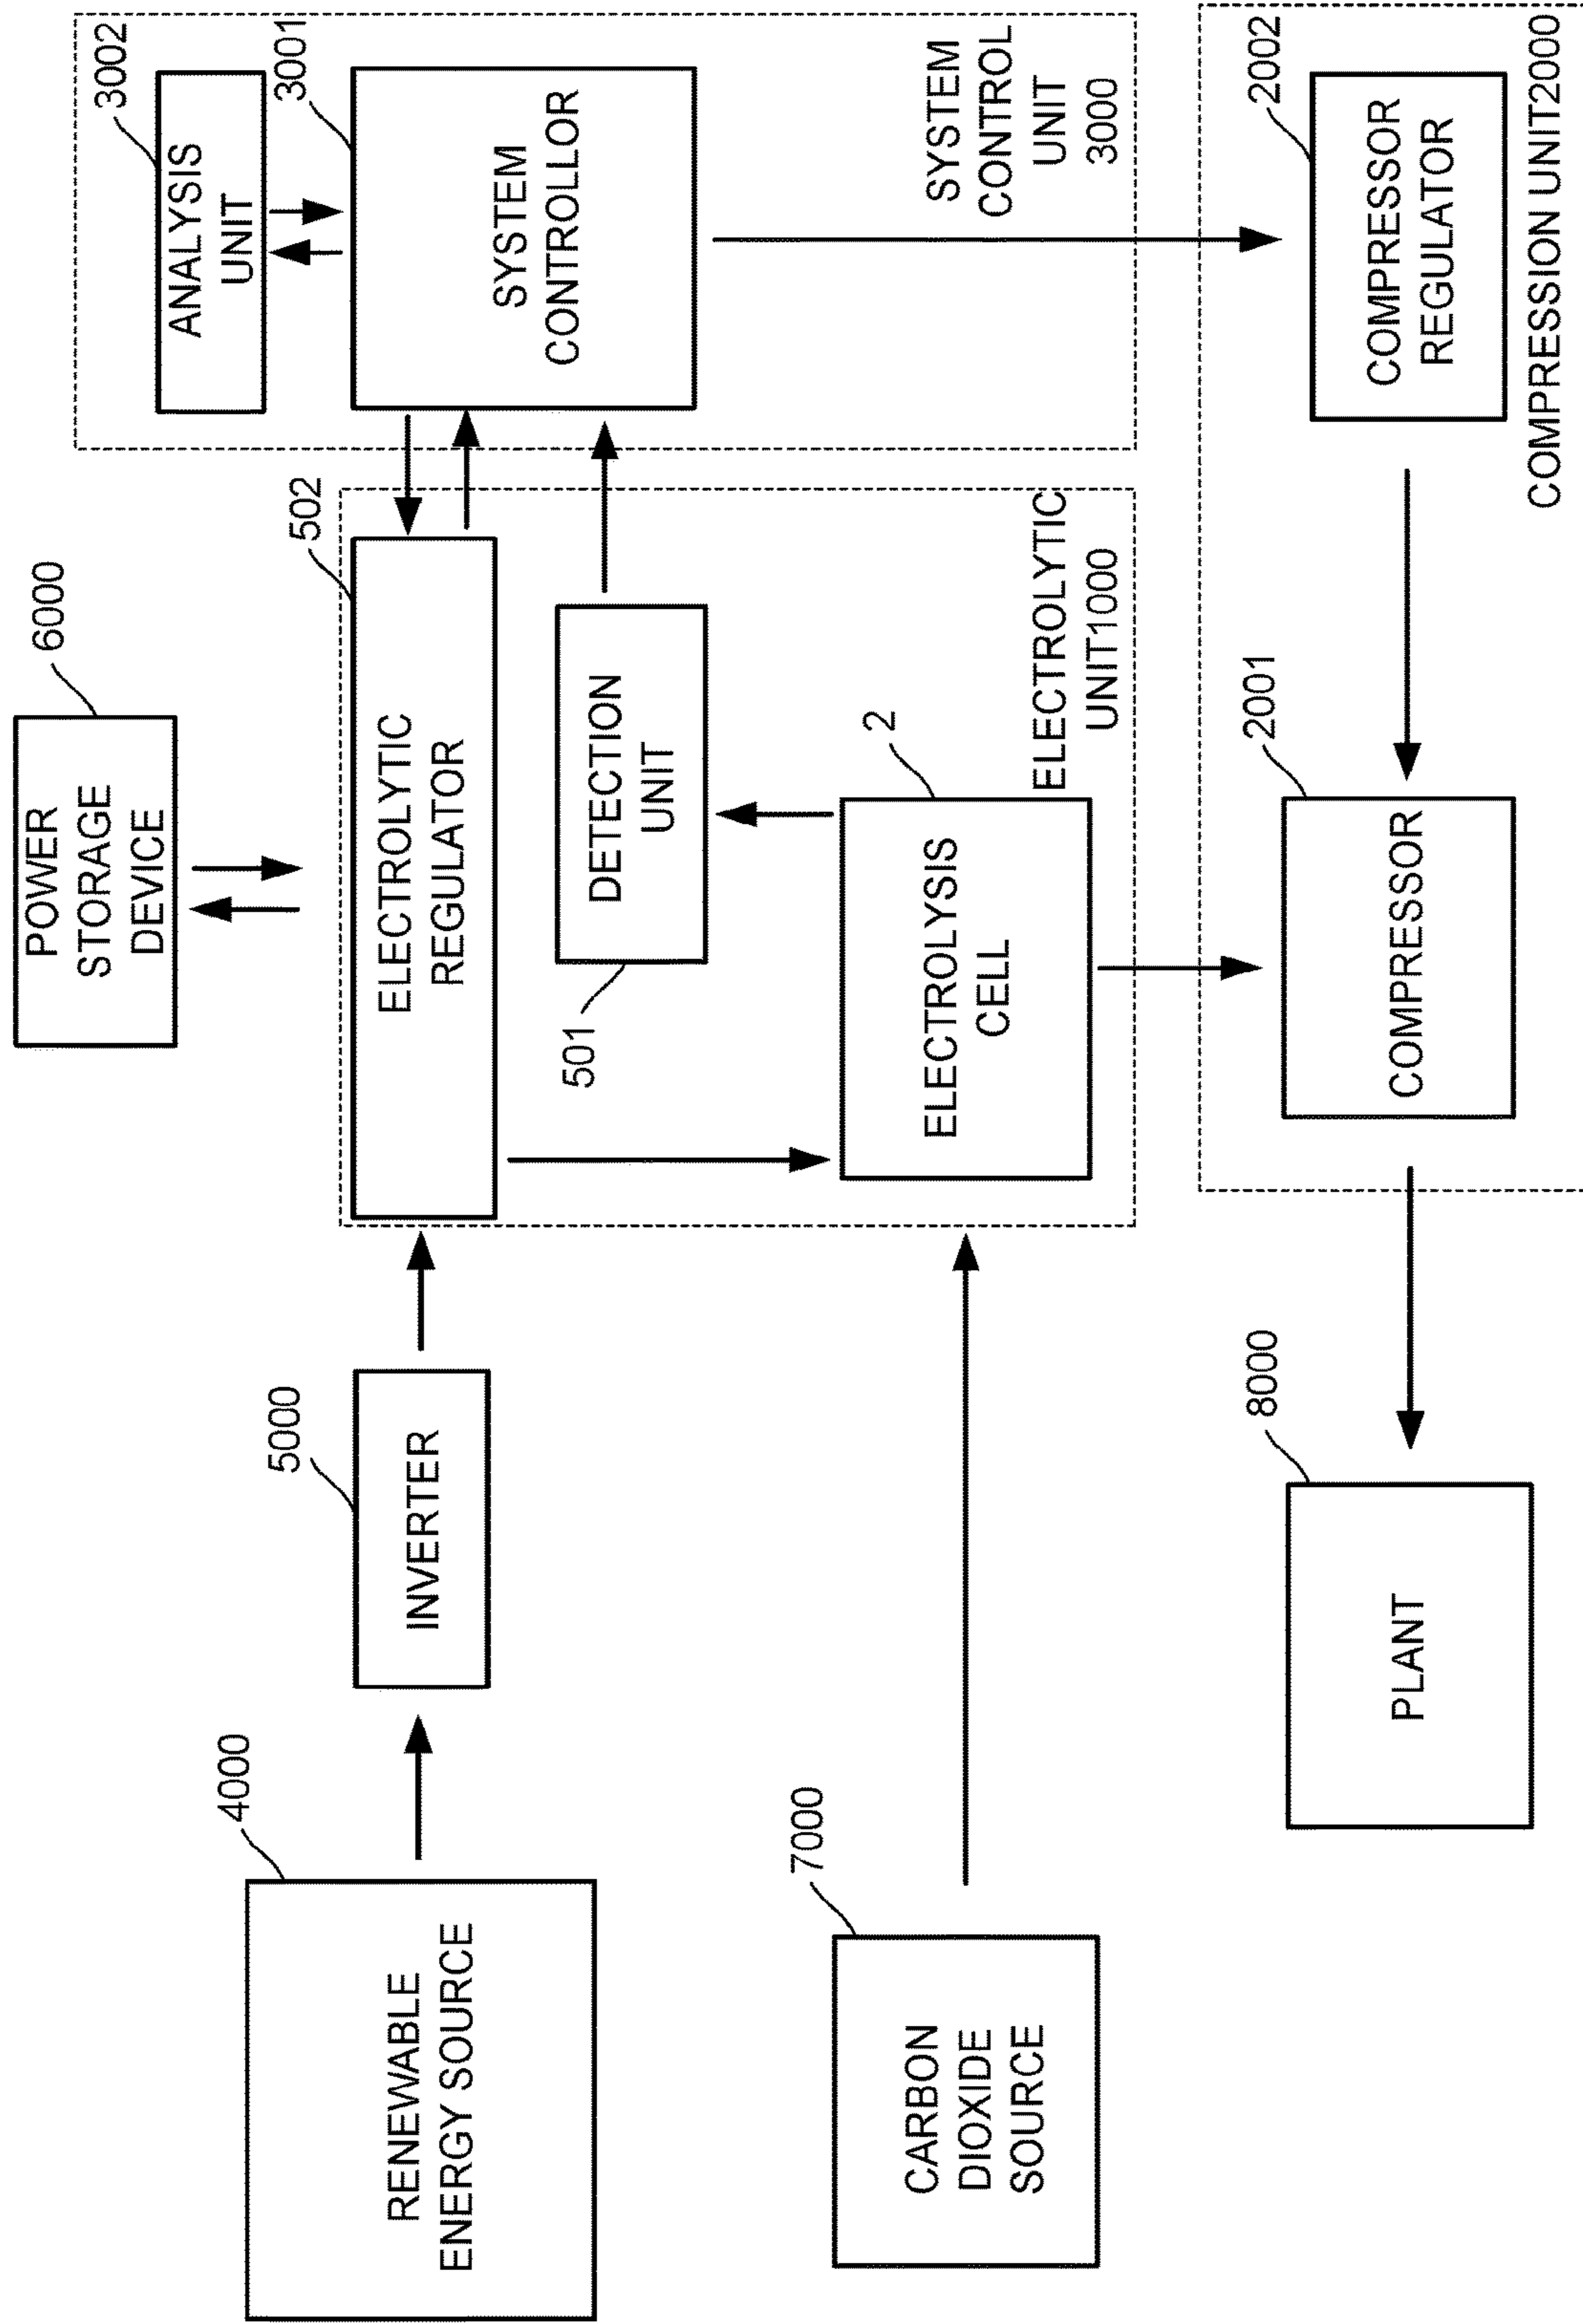 6000
POWER
STORAGE
DEVICE
3002
ANALYSIS
UNIT
3001
SYSTEM
CONTROLLOR
SYSTEM
CONTROL
UNIT
3000
4000
RENEWABLE
ENERGY SOURCE
5000
INVERTER
502
ELECTROLYTIC
REGULATOR
DETECTION
UNIT
501
2
ELECTROLYSIS
CELL
ELECTROLYTIC
UNIT1000
7000
CARBON
DIOXIDE
SOURCE
8000
PLANT
2001
COMPRESSOR
2002
COMPRESSOR
REGULATOR
COMPRESSION UNIT2000